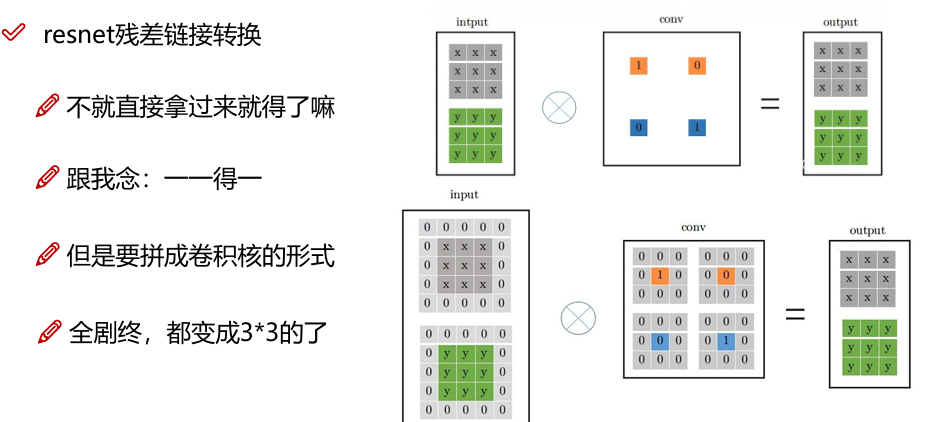 resnet残差链接转换
不就直接拿过来就得了嘛
跟我念：一一得一
但是要拼成卷积核的形式
全剧终，都变成3*3的了
intput
x x x
x x x
x x x
y y y
y y y
y y y
conv
1 0
0 1
=
output
x x x
x x x
x x x
y y y
y y y
y y y
input
0 0 0 0 0
0 x x x 0
0 x x x 0
0 x x x 0
0 0 0 0 0
0 0 0 0 0
0 y y y 0
0 y y y 0
0 y y y 0
0 0 0 0 0
conv
0 0 0 0 0 0
0 1 0 0 0 0
0 0 0 0 0 0
0 0 0 0 0 0
0 0 0 0 1 0
0 0 0 0 0 0
=
output
x x x
x x x
x x x
y y y
y y y
y y y